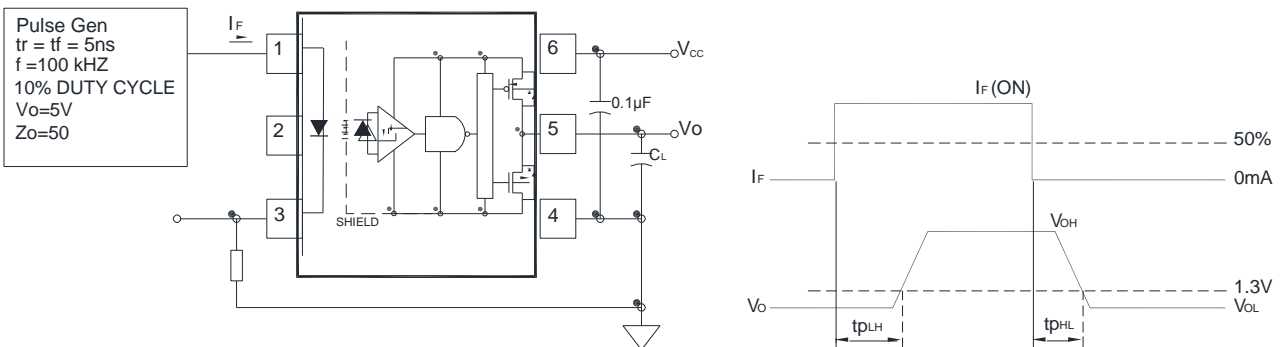 Pulse Gen
tr = tf = 5ns
f =100 kHZ
10% DUTY CYCLE
Vo=5V
Zo=50
IF
1
2
3
SHIELD
6
5
4
VCC
0.1µF
Vo
CL
IF (ON)
50%
IF
0mA
VOH
1.3V
Vo
VOL
tpLH
tpHL